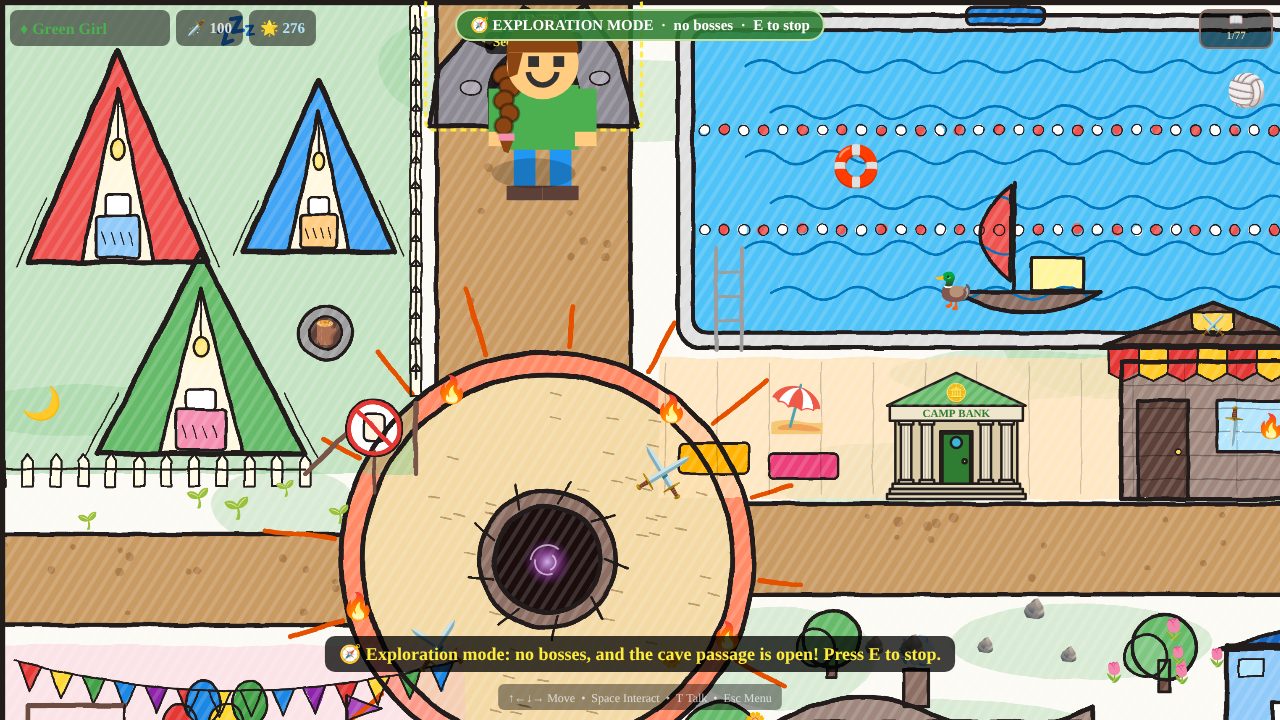 ♦ Green Girl
100
276
🧭 EXPLORATION MODE · no bosses · E to stop
1/77
CAMP BANK
🧭 Exploration mode: no bosses, and the cave passage is open! Press E to stop.
↑←↓→ Move • Space Interact • T Talk • Esc Menu